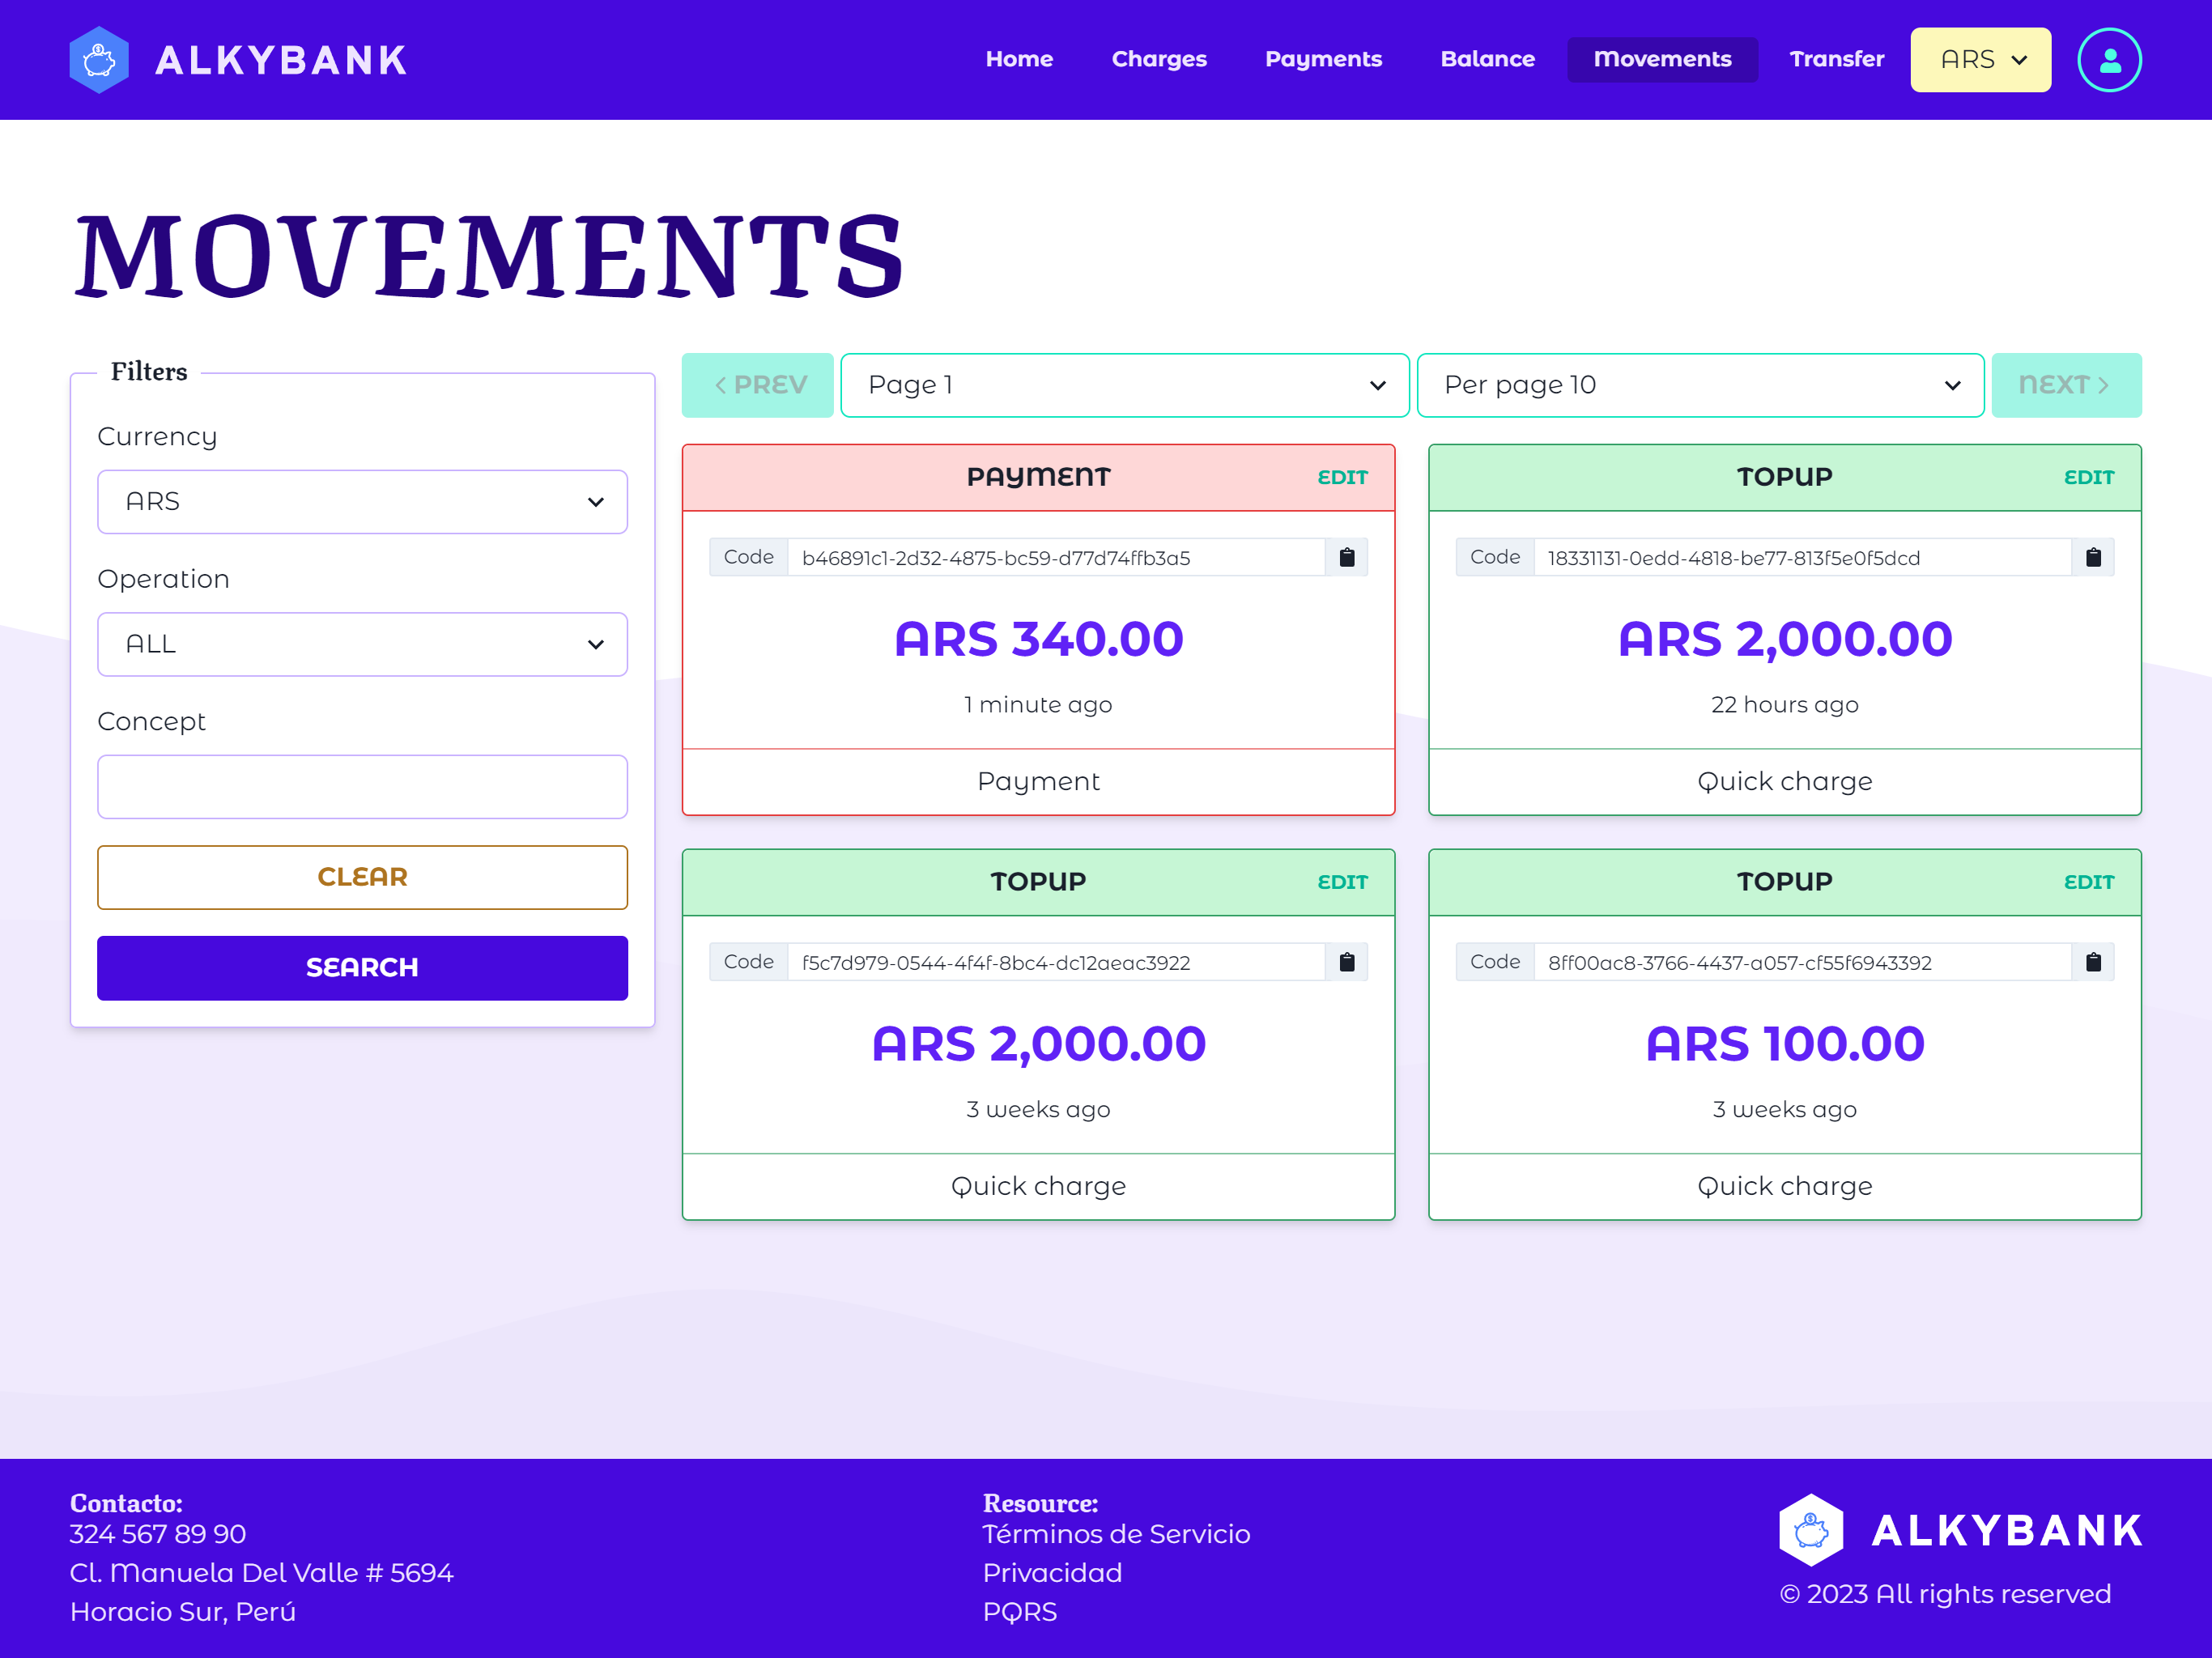 ALKYBANK
Home Charges Payments Balance Movements Transfer ARS
MOVEMENTS
Filters
Currency
ARS
Operation
ALL
Concept
CLEAR
SEARCH
PREV Page 1 Per page 10 NEXT
PAYMENT EDIT
Code b46891c1-2d32-4875-bc59-d77d74ffb3a5
ARS 340.00
1 minute ago
Payment
TOPUP EDIT
Code 18331131-0edd-4818-be77-813f5e0f5dcd
ARS 2,000.00
22 hours ago
Quick charge
TOPUP EDIT
Code f5c7d979-0544-4f4f-8bc4-dc12aeac3922
ARS 2,000.00
3 weeks ago
Quick charge
TOPUP EDIT
Code 8ff00ac8-3766-4437-a057-cf55f6943392
ARS 100.00
3 weeks ago
Quick charge
Contacto:
324 567 89 90
Cl. Manuela Del Valle # 5694
Horacio Sur, Perú
Resource:
Términos de Servicio
Privacidad
PQRS
ALKYBANK
© 2023 All rights reserved